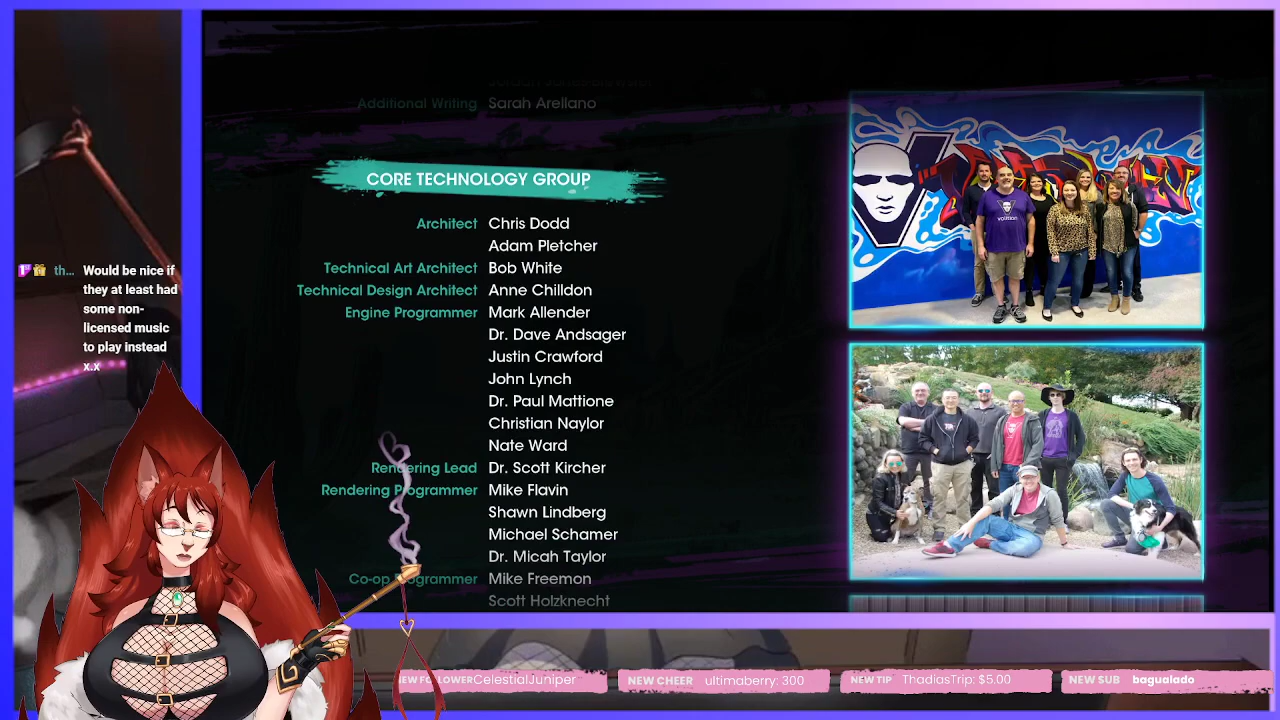 Additional Writing Sarah Arellano
CORE TECHNOLOGY GROUP
Architect Chris Dodd
Adam Pletcher
Technical Art Architect Bob White
Technical Design Architect Anne Chilldon
Engine Programmer Mark Allender
Dr. Dave Andsager
Justin Crawford
John Lynch
Dr. Paul Mattione
Christian Naylor
Nate Ward
Rendering Lead Dr. Scott Kircher
Rendering Programmer Mike Flavin
Shawn Lindberg
Michael Schamer
Dr. Micah Taylor
Co-op Programmer Mike Freemon
Scott Holzknecht
th... Would be nice if
they at least had
some non-
licensed music
to play instead
x.x
volition
NEW FOLLOWER CelestialJuniper
NEW CHEER ultimaberry: 300
NEW TIP ThadiasTrip: $5.00
NEW SUB bagualado